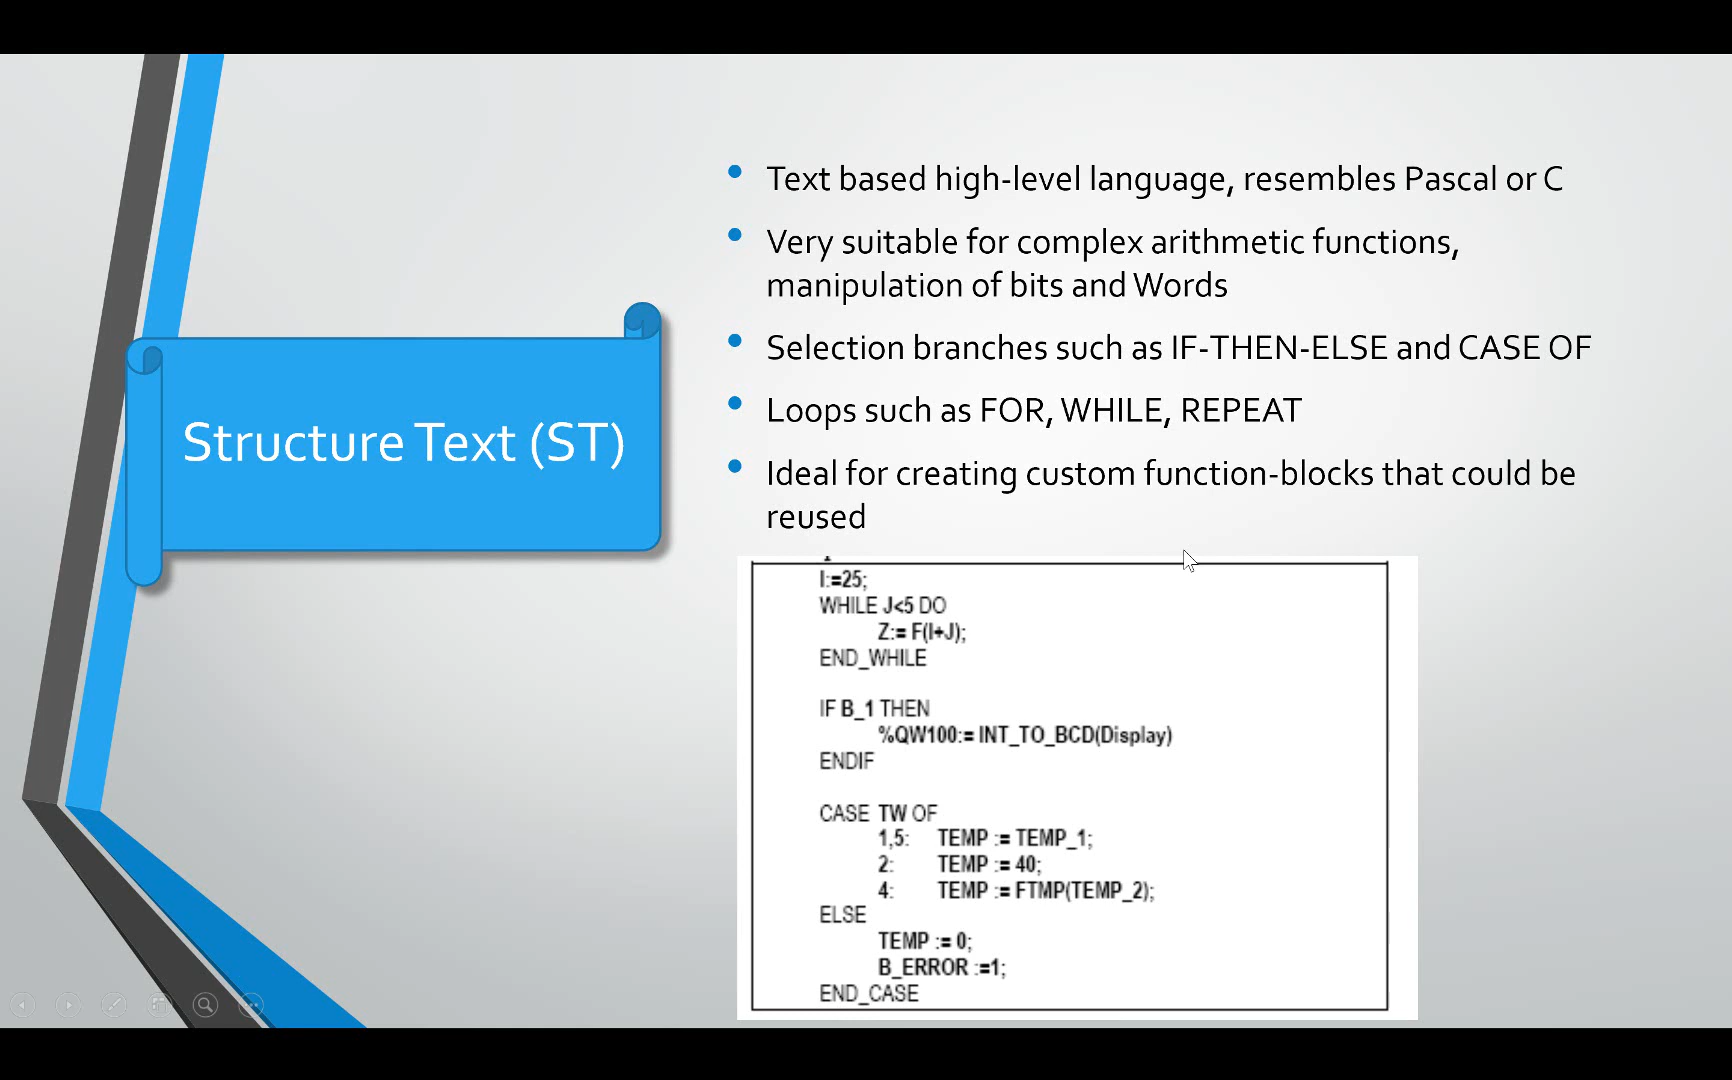 Structure Text (ST)
Text based high-level language, resembles Pascal or C
Very suitable for complex arithmetic functions,
manipulation of bits and Words
Selection branches such as IF-THEN-ELSE and CASE OF
Loops such as FOR, WHILE, REPEAT
Ideal for creating custom function-blocks that could be
reused
I:=25;
WHILE J<5 DO
Z:= F(I+J);
END_WHILE
IF B_1 THEN
%QW100:= INT_TO_BCD(Display)
ENDIF
CASE TW OF
1,5: TEMP := TEMP_1;
2: TEMP := 40;
4: TEMP := FTMP(TEMP_2);
ELSE
TEMP := 0;
B_ERROR :=1;
END_CASE